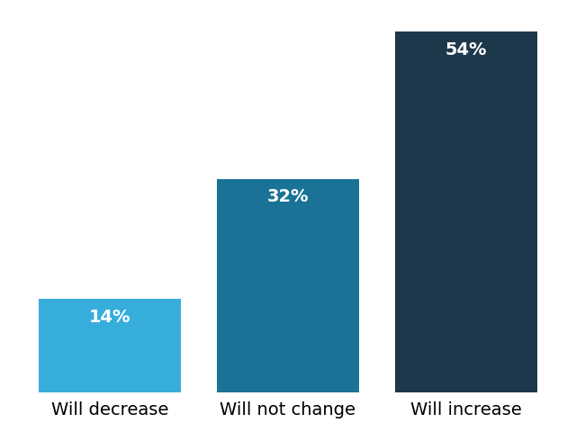 54%
32%
14%
Will decrease
Will not change
Will increase